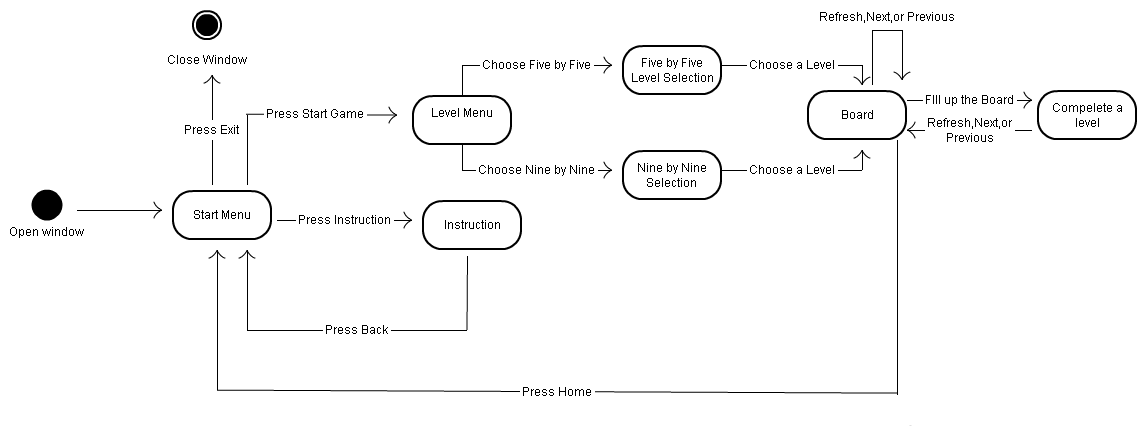 Refresh,Next,or Previous
Close Window
Choose Five by Five
Five by Five
Level Selection
Choose a Level
Press Exit
Press Start Game
Level Menu
Board
FIll up the Board
Compelete a
level
Refresh,Next,or
Previous
Choose Nine by Nine
Nine by Nine
Selection
Choose a Level
Open window
Start Menu
Press Instruction
Instruction
Press Back
Press Home